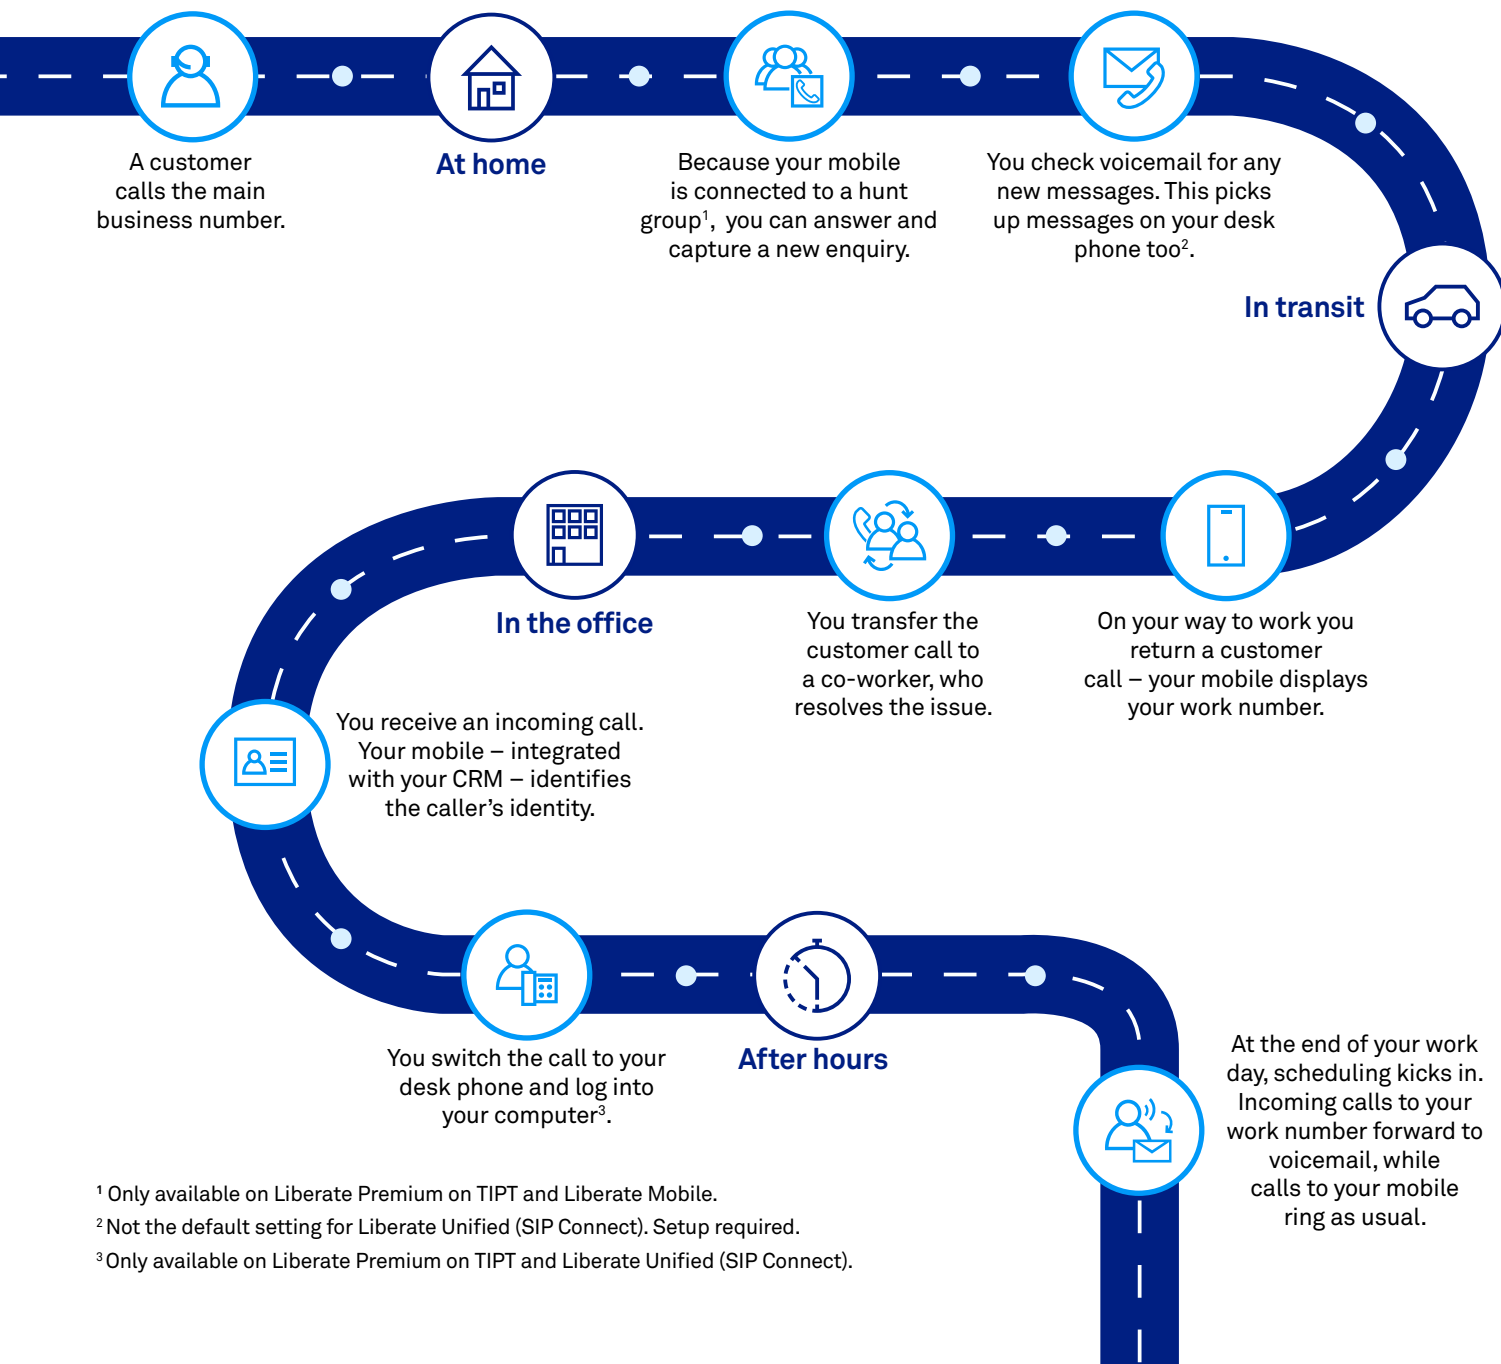 A customer
calls the main
business number.
At home
Because your mobile
is connected to a hunt
group¹, you can answer and
capture a new enquiry.
You check voicemail for any
new messages. This picks
up messages on your desk
phone too².
In transit
On your way to work you
return a customer
call – your mobile displays
your work number.
You transfer the
customer call to
a co-worker, who
resolves the issue.
In the office
You receive an incoming call.
Your mobile – integrated
with your CRM – identifies
the caller’s identity.
You switch the call to your
desk phone and log into
your computer³.
After hours
At the end of your work
day, scheduling kicks in.
Incoming calls to your
work number forward to
voicemail, while
calls to your mobile
ring as usual.
¹ Only available on Liberate Premium on TIPT and Liberate Mobile.
² Not the default setting for Liberate Unified (SIP Connect). Setup required.
³ Only available on Liberate Premium on TIPT and Liberate Unified (SIP Connect).